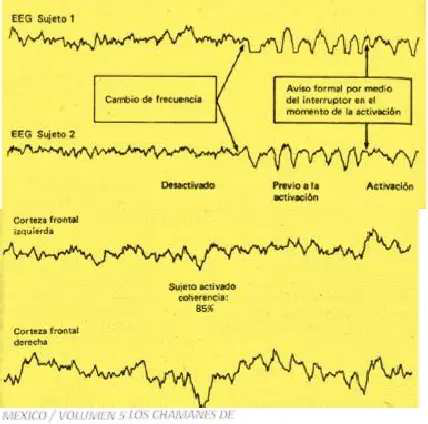 EEG Sujeto 1
Cambio de frecuencia
Aviso formal por medio
del interruptor en el
momento de la activación
EEG Sujeto 2
Desactivado
Previo a la
activación
Activación
Corteza frontal
izquierda
Sujeto activado
coherencia:
85%
Corteza frontal
derecha
MEXICO / VOLUMEN 5 LOS CHAMANES DE